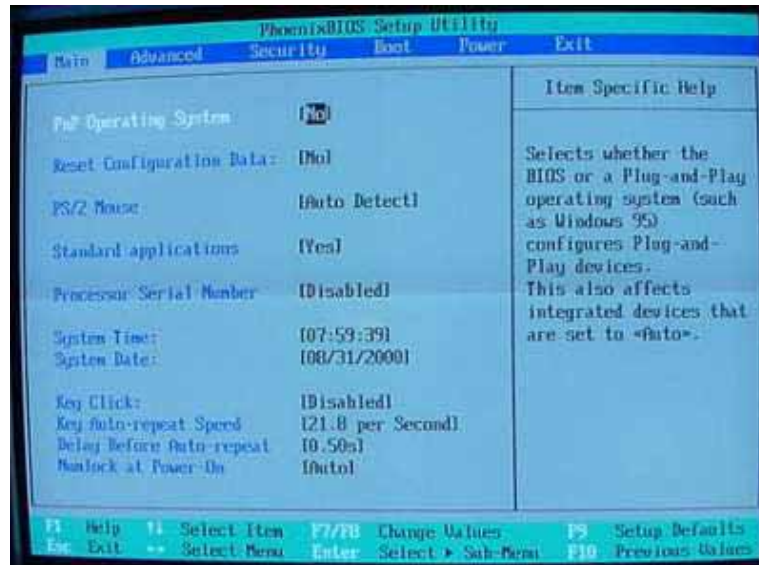 PhoenixBIOS Setup Utility
Main Advanced Security Boot Power Exit
Item Specific Help
PnP Operating System [No]
Reset Configuration Data: [No]
PS/2 Mouse [Auto Detect]
Standard applications [Yes]
Processor Serial Number [Disabled]
System Time: [07:59:39]
System Date: [08/31/2000]
Key Click: [Disabled]
Key Auto-repeat Speed [21.8 per Second]
Delay Before Auto-repeat [0.50s]
Numlock at Power-On [Auto]
Selects whether the
BIOS or a Plug-and-Play
operating system (such
as Windows 95)
configures Plug-and-
Play devices.
This also affects
integrated devices that
are set to «Auto».
F1 Help ↑↓ Select Item F7/F8 Change Values F9 Setup Defaults
Esc Exit ↔ Select Menu Enter Select ▶ Sub-Menu F10 Previous Values